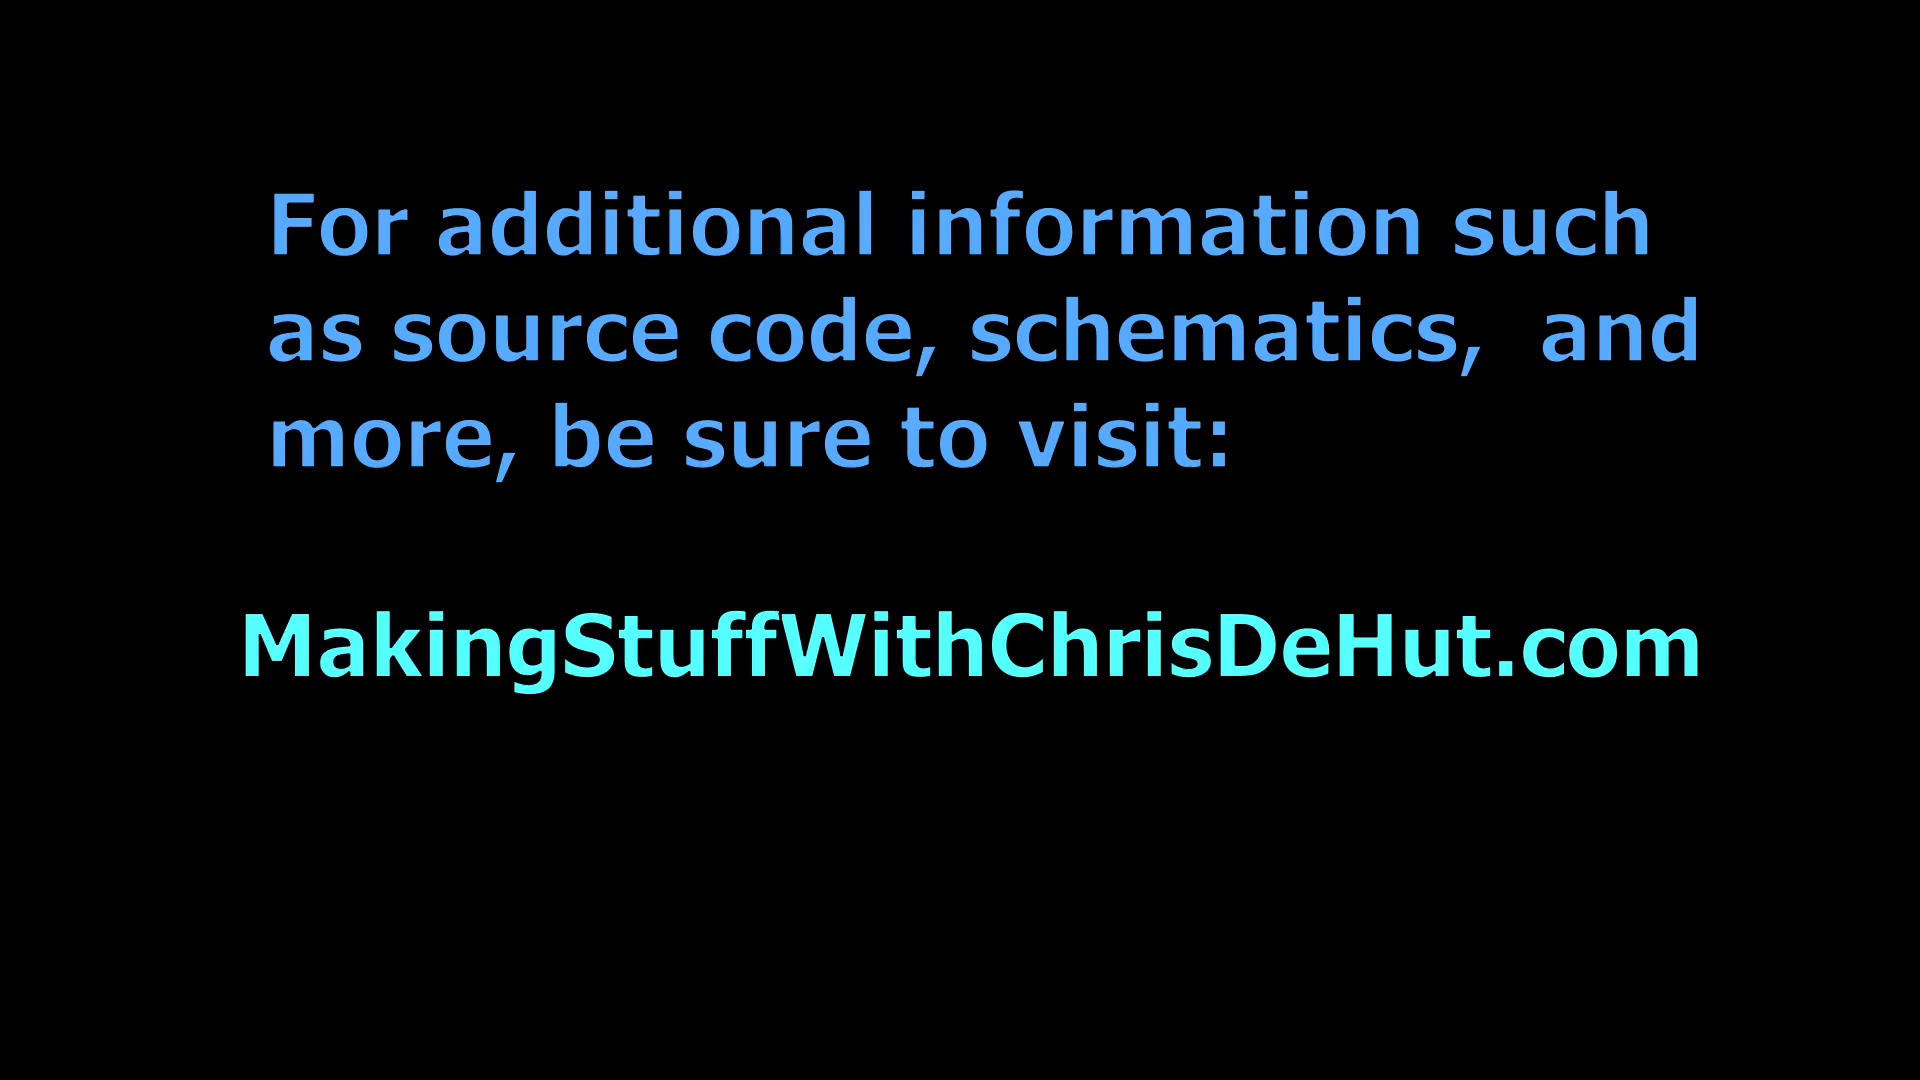 For additional information such
as source code, schematics,  and
more, be sure to visit:
MakingStuffWithChrisDeHut.com